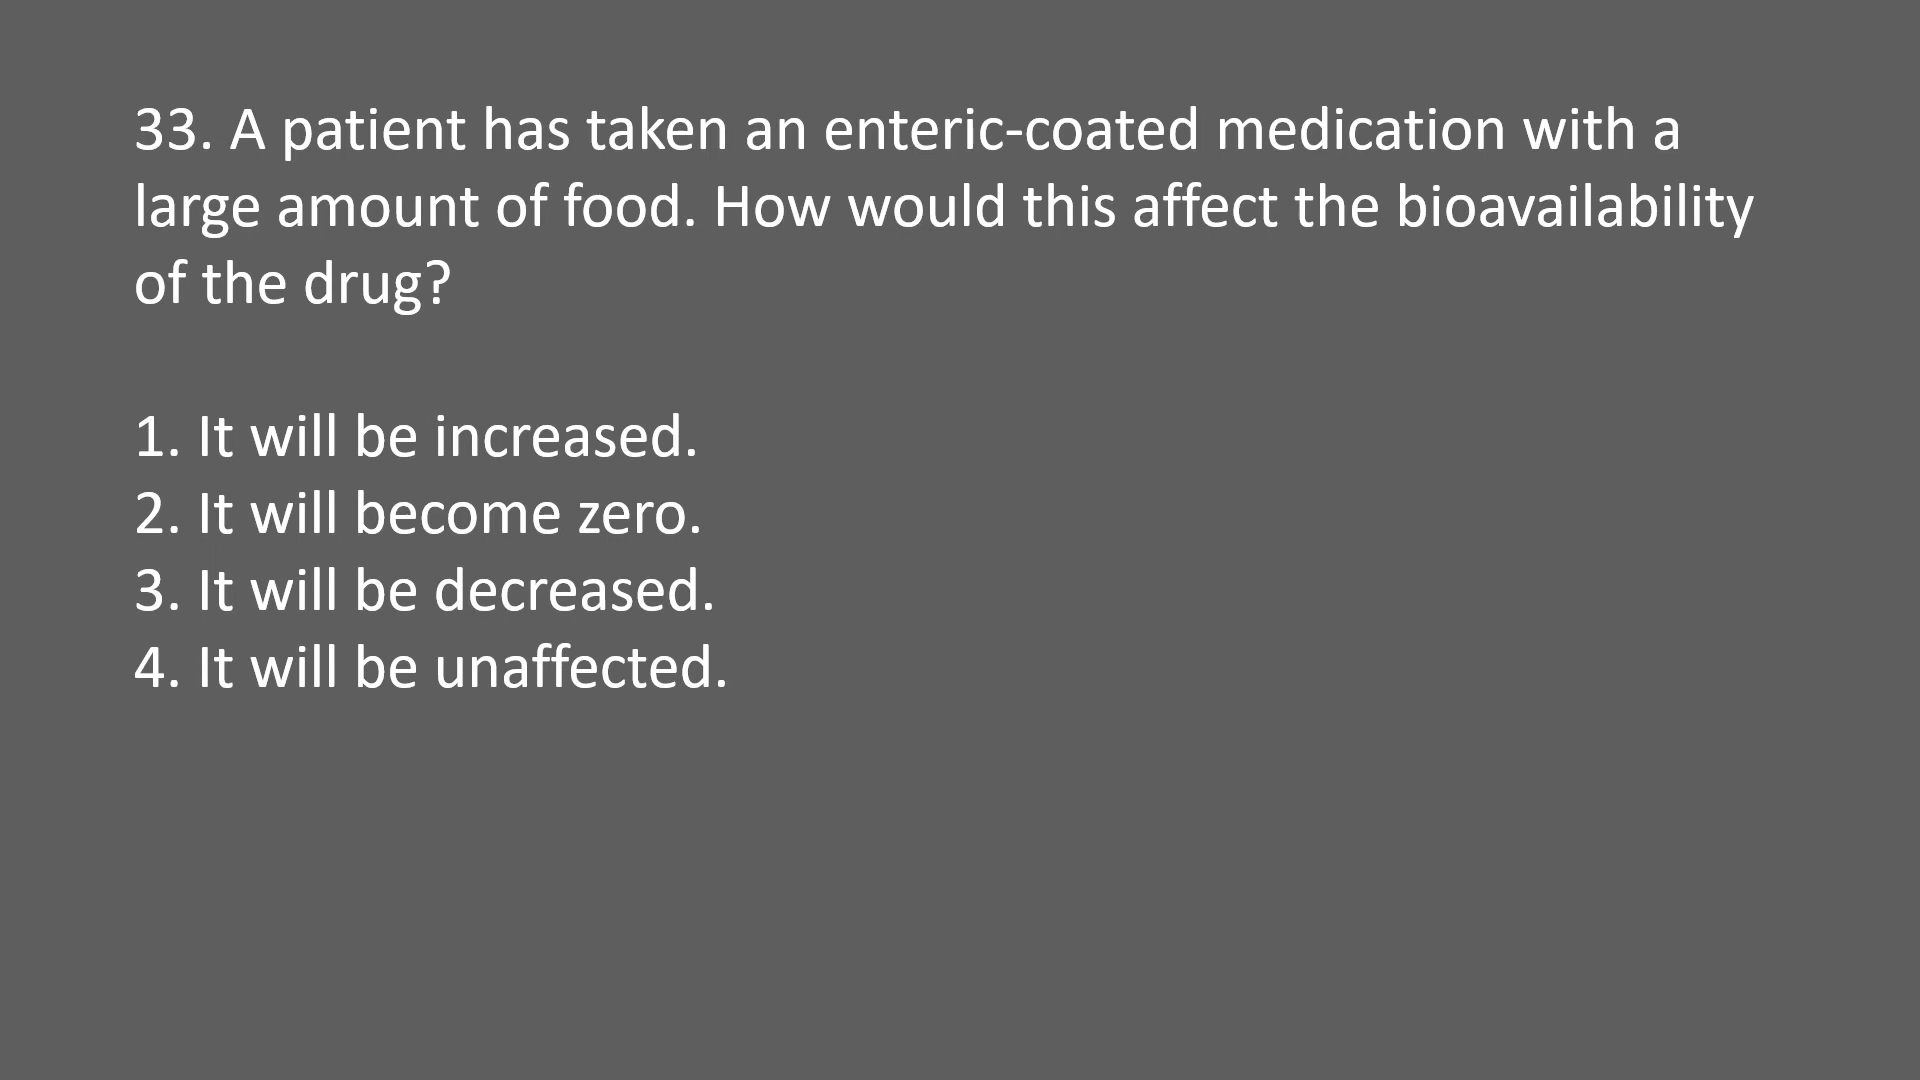 33. A patient has taken an enteric-coated medication with a
large amount of food. How would this affect the bioavailability
of the drug?
1. It will be increased.
2. It will become zero.
3. It will be decreased.
4. It will be unaffected.